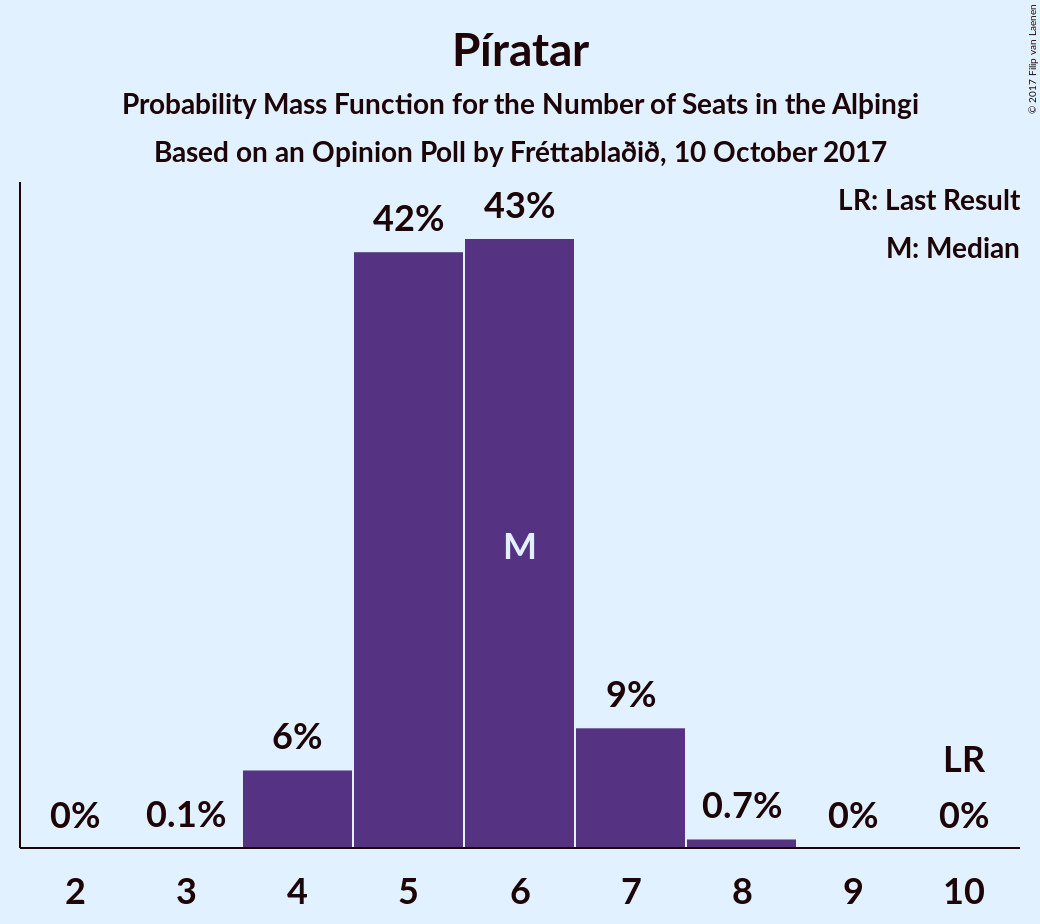 Píratar
Probability Mass Function for the Number of Seats in the Alþingi
Based on an Opinion Poll by Fréttablaðið, 10 October 2017
© 2017 Filip van Laenen
LR: Last Result
M: Median
42%
43%
M
9%
6%
LR
0%
0.1%
0.7%
0%
0%
2 3 4 5 6 7 8 9 10